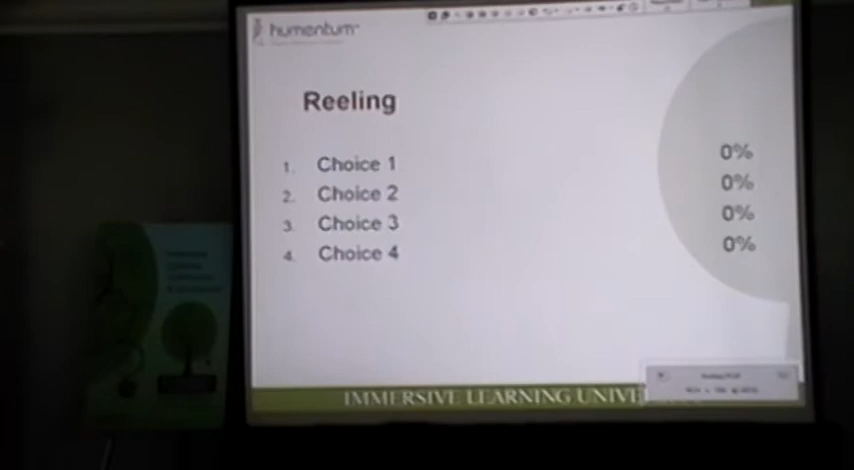 humentum
Reeling
1. Choice 1 0%
2. Choice 2 0%
3. Choice 3 0%
4. Choice 4 0%
IMMERSIVE LEARNING